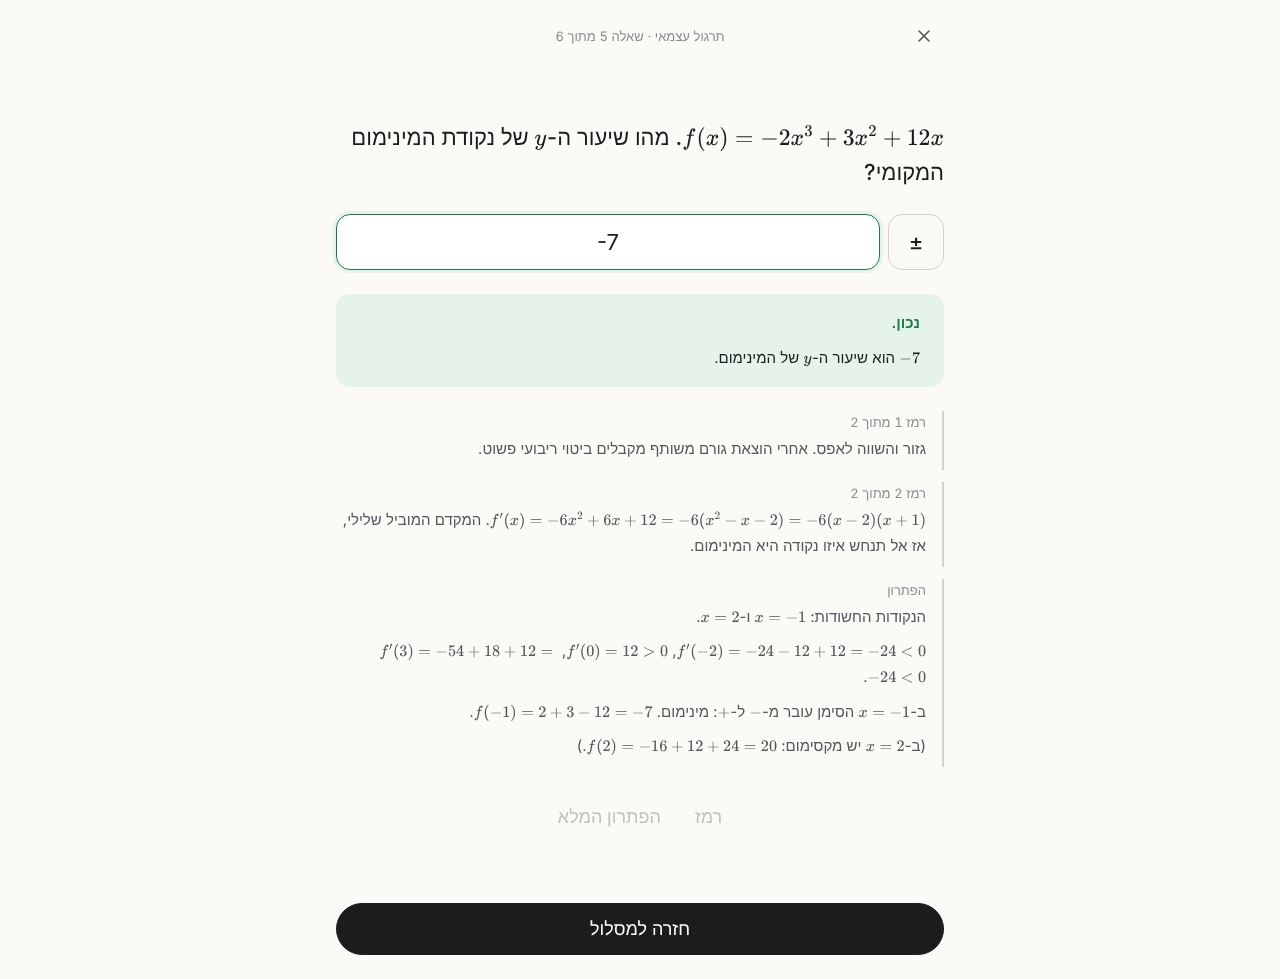 תרגול עצמאי · שאלה 5 מתוך 6
f(x) = −2x³ + 3x² + 12x. מהו שיעור ה-y של נקודת המינימום
המקומי?
±
-7
נכון.
−7 הוא שיעור ה-y של המינימום.
רמז 1 מתוך 2
גזור והשווה לאפס. אחרי הוצאת גורם משותף מקבלים ביטוי ריבועי פשוט.
רמז 2 מתוך 2
f′(x) = −6x² + 6x + 12 = −6(x² − x − 2) = −6(x − 2)(x + 1). המקדם המוביל שלילי,
אז אל תנחש איזו נקודה היא המינימום.
הפתרון
הנקודות החשודות: x = −1 ו-x = 2.
f′(−2) = −24 − 12 + 12 = −24 < 0, f′(0) = 12 > 0, f′(3) = −54 + 18 + 12 =
−24 < 0.
ב-x = −1 הסימן עובר מ-− ל-+: מינימום. f(−1) = 2 + 3 − 12 = −7.
(ב-x = 2 יש מקסימום: f(2) = −16 + 12 + 24 = 20.)
רמז הפתרון המלא
חזרה למסלול